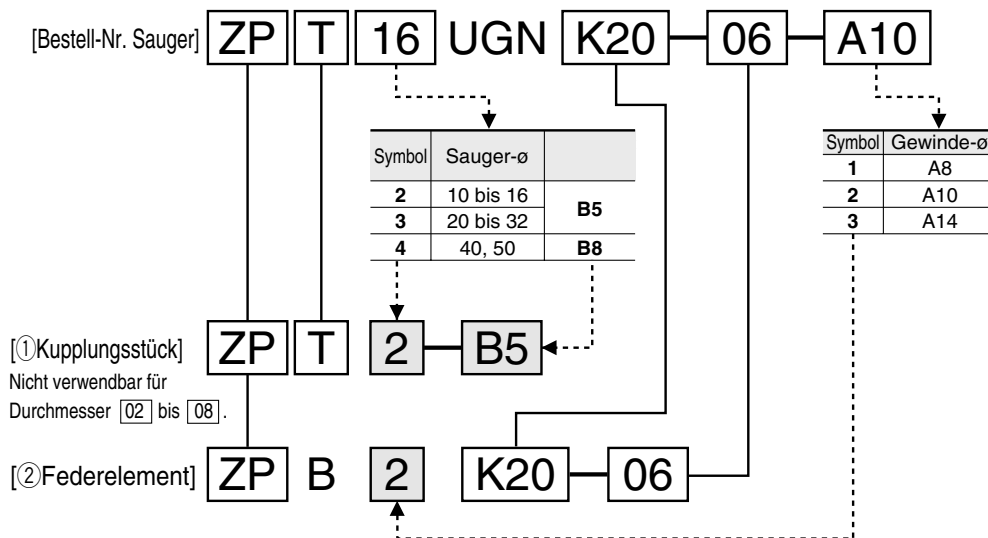 [Bestell-Nr. Sauger] ZP T 16 UGN K20 06 A10
Symbol Sauger-ø
2 10 bis 16 B5
3 20 bis 32
4 40, 50 B8
Symbol Gewinde-ø
1 A8
2 A10
3 A14
[①Kupplungsstück] ZP T 2 B5
Nicht verwendbar für
Durchmesser 02 bis 08 .
[②Federelement] ZP B 2 K20 06